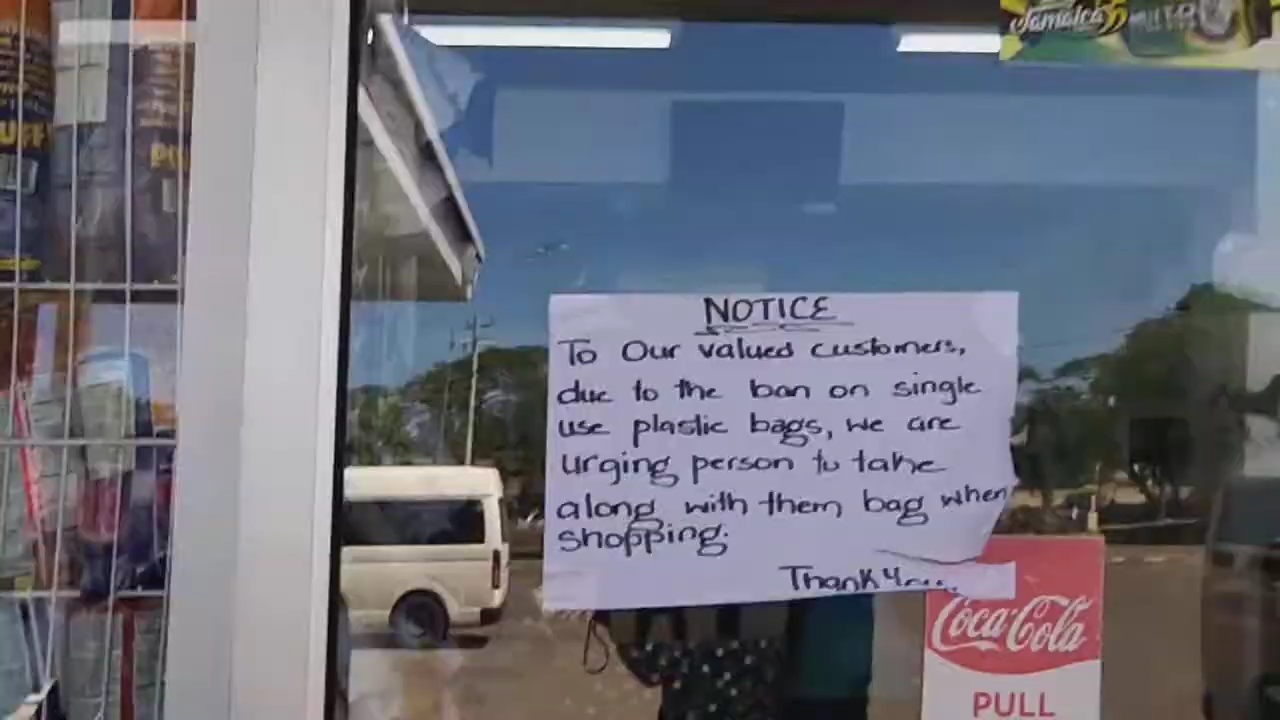 Jamaica
NOTICE
To Our valued customers,
due to the ban on single
use plastic bags, we are
urging person to take
along with them bag when
shopping.
Thank
Coca-Cola
PULL